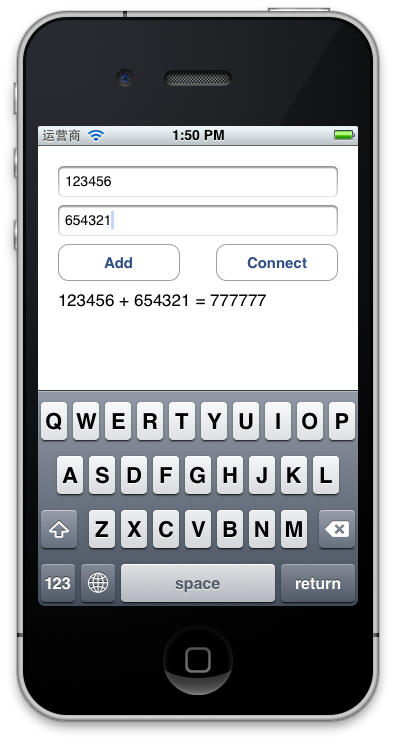 运营商 1:50 PM
123456
654321
Add Connect
123456 + 654321 = 777777
Q W E R T Y U I O P
A S D F G H J K L
Z X C V B N M
123 space return